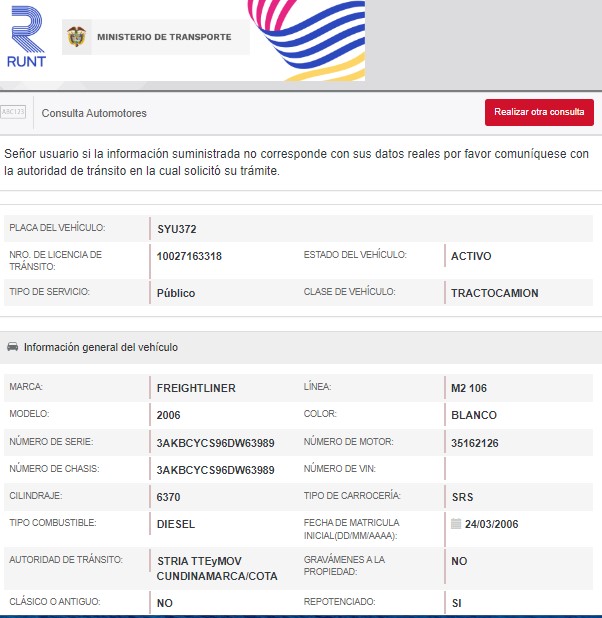 RUNT
MINISTERIO DE TRANSPORTE
ABC123
Consulta Automotores
Realizar otra consulta
Señor usuario si la información suministrada no corresponde con sus datos reales por favor comuníquese con
la autoridad de tránsito en la cual solicitó su trámite.
PLACA DEL VEHÍCULO: SYU372
NRO. DE LICENCIA DE TRÁNSITO: 10027163318 ESTADO DEL VEHÍCULO: ACTIVO
TIPO DE SERVICIO: Público CLASE DE VEHÍCULO: TRACTOCAMION
Información general del vehículo
MARCA: FREIGHTLINER LÍNEA: M2 106
MODELO: 2006 COLOR: BLANCO
NÚMERO DE SERIE: 3AKBCYCS96DW63989 NÚMERO DE MOTOR: 35162126
NÚMERO DE CHASIS: 3AKBCYCS96DW63989 NÚMERO DE VIN:
CILINDRAJE: 6370 TIPO DE CARROCERÍA: SRS
TIPO COMBUSTIBLE: DIESEL FECHA DE MATRICULA INICIAL(DD/MM/AAAA): 24/03/2006
AUTORIDAD DE TRÁNSITO: STRIA TTEyMOV CUNDINAMARCA/COTA GRAVÁMENES A LA PROPIEDAD: NO
CLÁSICO O ANTIGUO: NO REPOTENCIADO: SI